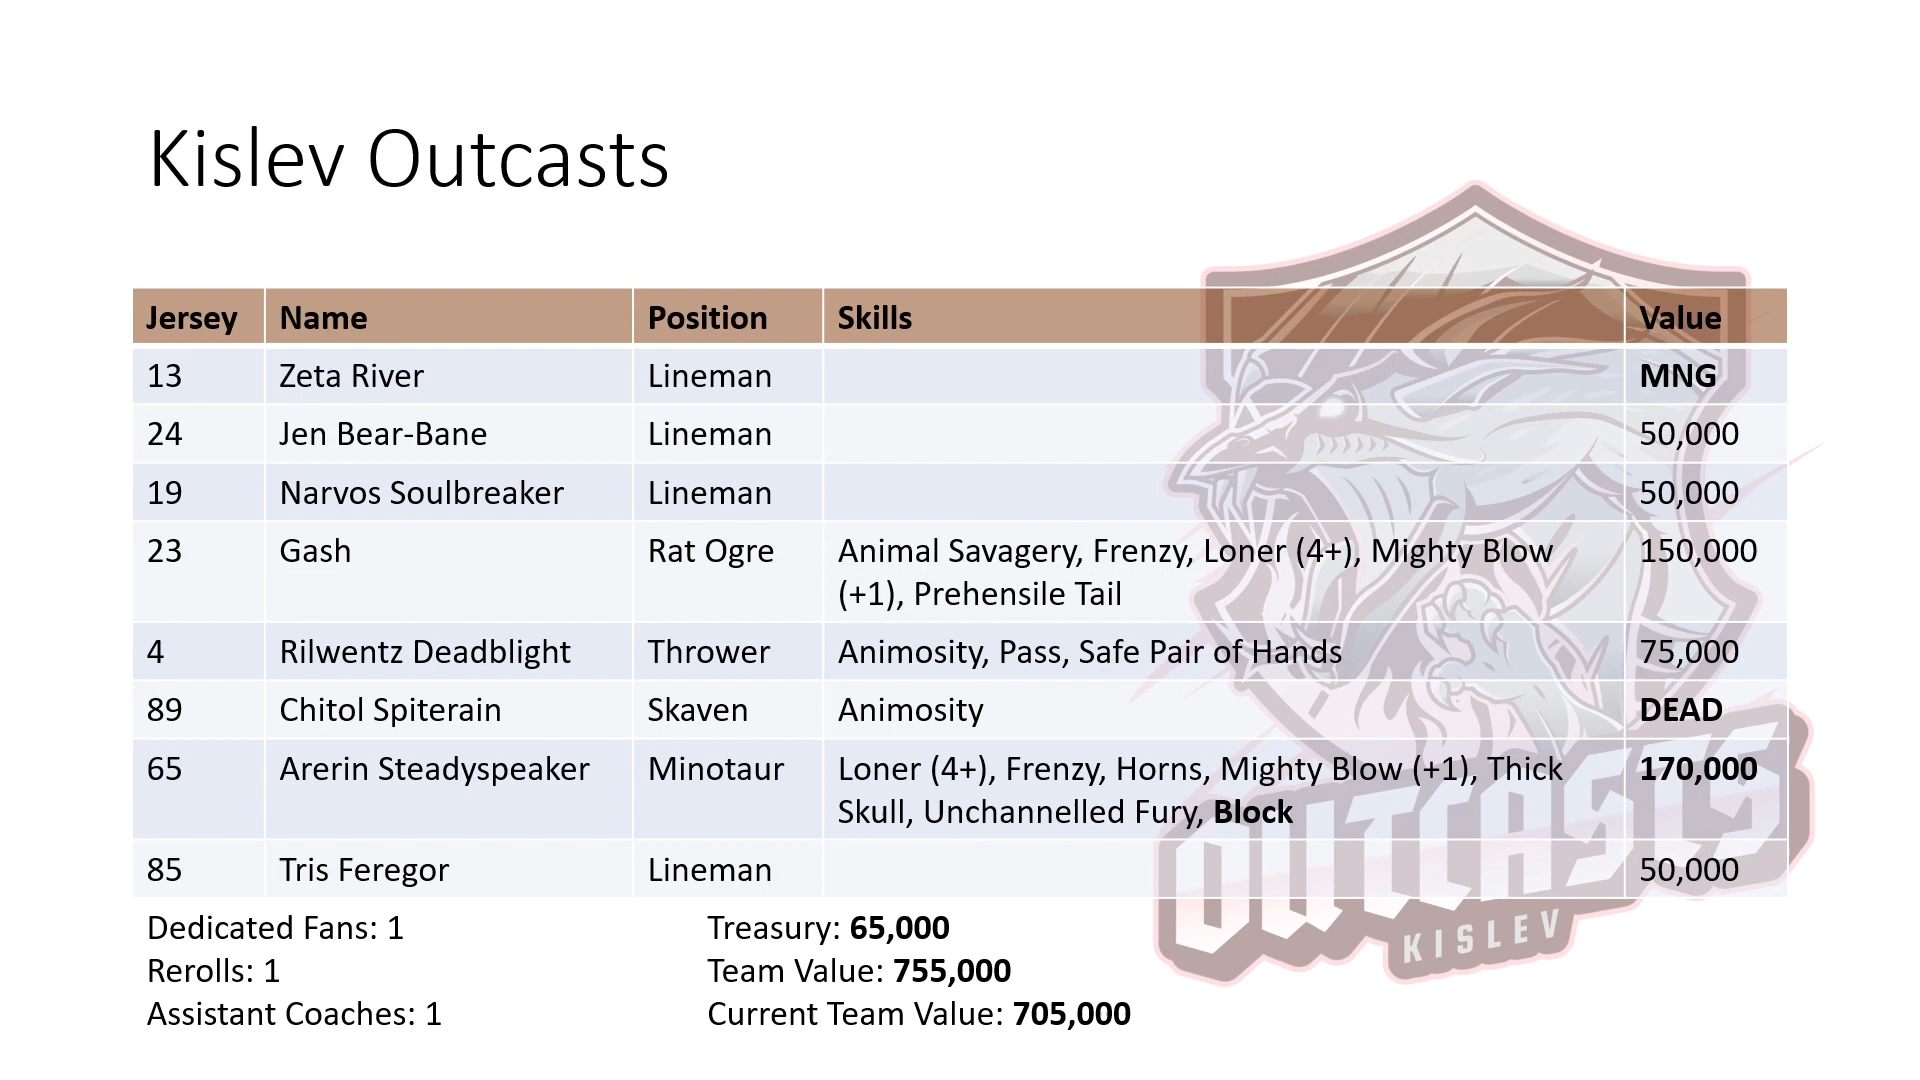 Kislev Outcasts
Jersey Name Position Skills Value
13 Zeta River Lineman MNG
24 Jen Bear-Bane Lineman 50,000
19 Narvos Soulbreaker Lineman 50,000
23 Gash Rat Ogre Animal Savagery, Frenzy, Loner (4+), Mighty Blow 150,000
(+1), Prehensile Tail
4 Rilwentz Deadblight Thrower Animosity, Pass, Safe Pair of Hands 75,000
89 Chitol Spiterain Skaven Animosity DEAD
65 Arerin Steadyspeaker Minotaur Loner (4+), Frenzy, Horns, Mighty Blow (+1), Thick 170,000
Skull, Unchannelled Fury, Block
85 Tris Feregor Lineman 50,000
Dedicated Fans: 1 Treasury: 65,000
Rerolls: 1 Team Value: 755,000
Assistant Coaches: 1 Current Team Value: 705,000
OUTCASTS
KISLEV